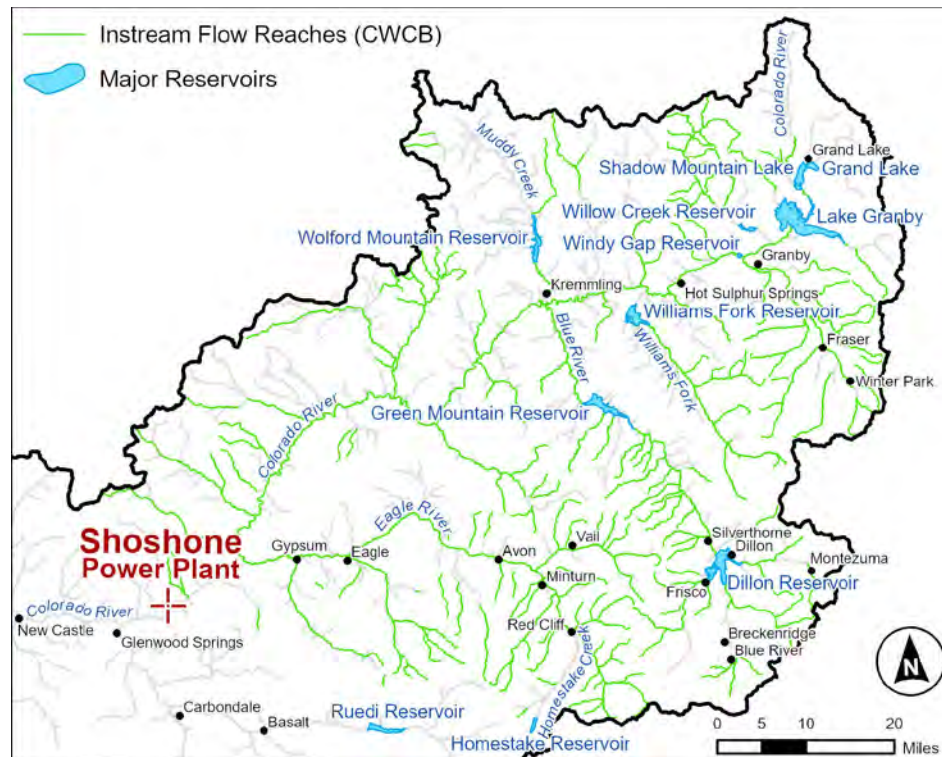 Instream Flow Reaches (CWCB)
Major Reservoirs
Colorado River
Muddy Creek
Grand Lake
Shadow Mountain Lake
Grand Lake
Willow Creek Reservoir
Lake Granby
Wolford Mountain Reservoir
Windy Gap Reservoir
Granby
Kremmling
Hot Sulphur Springs
Williams Fork Reservoir
Blue River
Williams Fork
Fraser
Winter Park
Green Mountain Reservoir
Colorado River
Eagle River
Shoshone
Power Plant
Gypsum
Eagle
Avon
Vail
Silverthorne
Dillon
Montezuma
Minturn
Dillon Reservoir
Frisco
Colorado River
New Castle
Glenwood Springs
Red Cliff
Breckenridge
Blue River
Homestake Creek
N
Carbondale
Basalt
Ruedi Reservoir
Homestake Reservoir
0 5 10 20
Miles